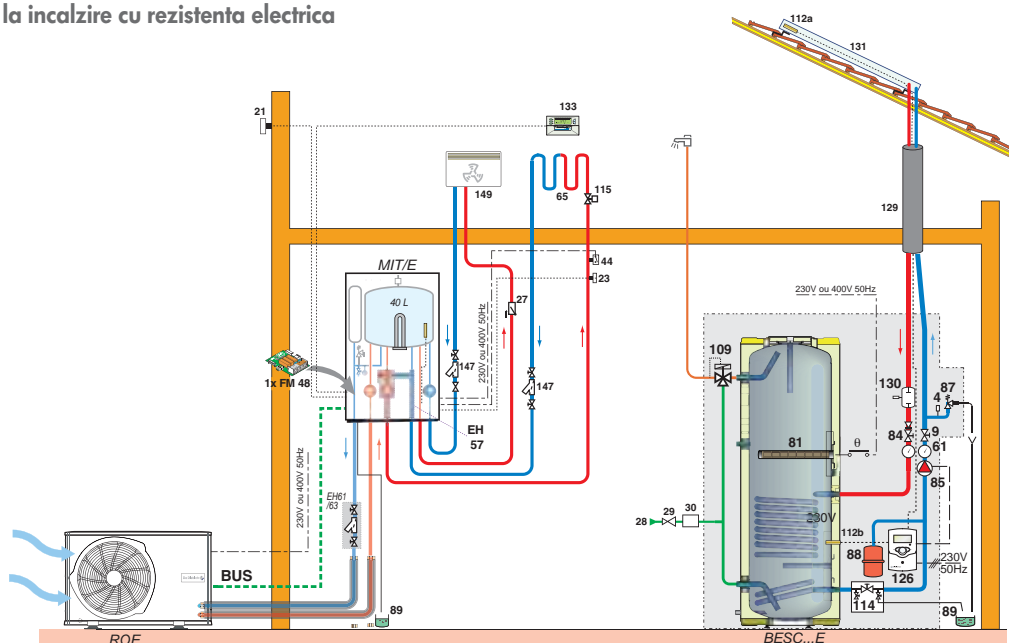 la incalzire cu rezistenta electrica
112a
131
21
133
149
65
115
129
44
23
MIT/E
40 L
230V ou 400V 50Hz
27
147
147
1x FM 48
EH
57
230V ou 400V 50Hz
EH61
/63
BUS
89
ROE
230V ou 400V 50Hz
109
130
4
87
84
9
61
85
81
θ
28
29
30
230V
112b
88
126
230V
50Hz
114
89
BESC...E